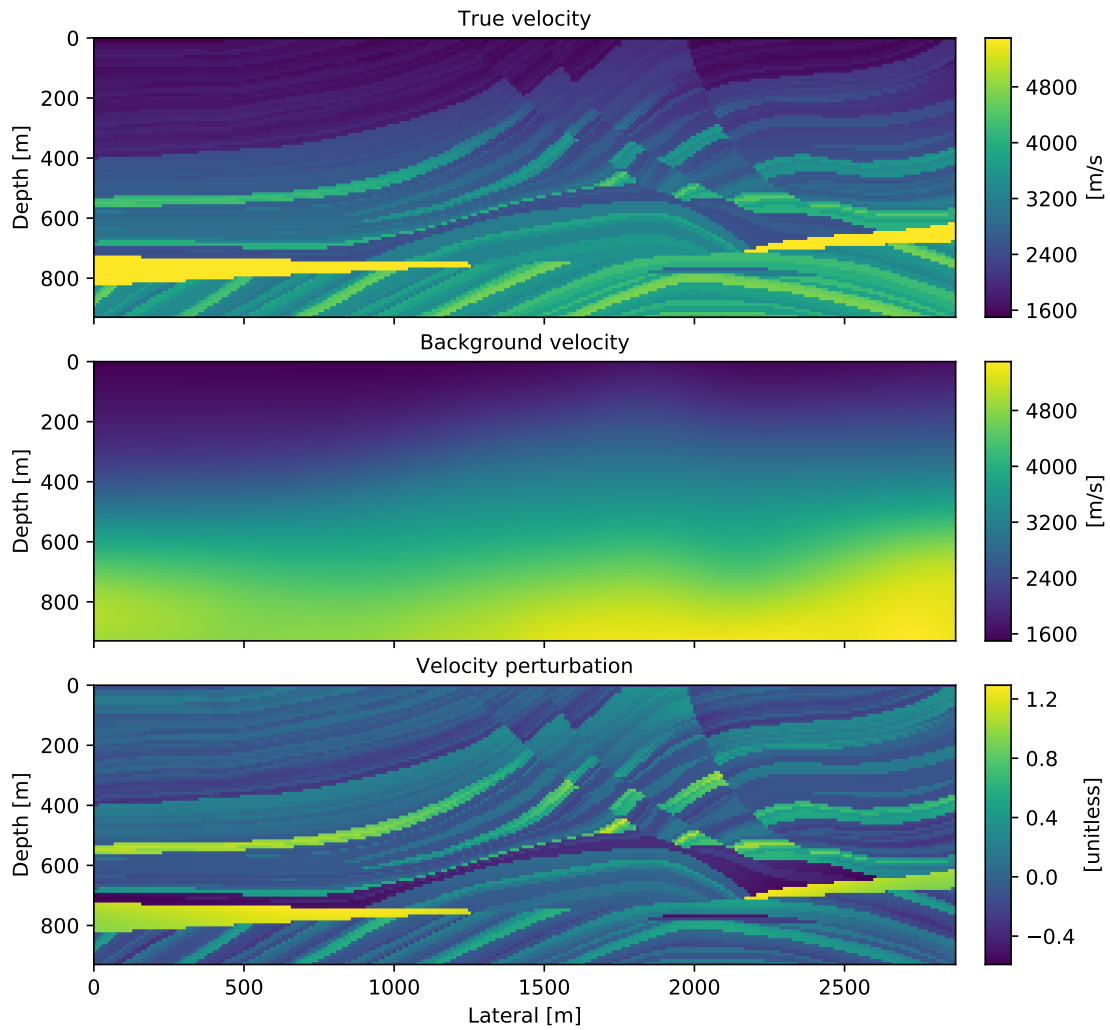 True velocity
0
200
400
600
800
Depth [m]
4800
4000
3200
2400
1600
[m/s
Background velocity
0
200
400
600
800
Depth [m]
4800
4000
3200
2400
1600
[m/s]
Velocity perturbation
0
200
400
600
800
Depth [m]
1.2
0.8
0.4
0.0
−0.4
[unitless]
0 500 1000 1500 2000 2500
Lateral [m]